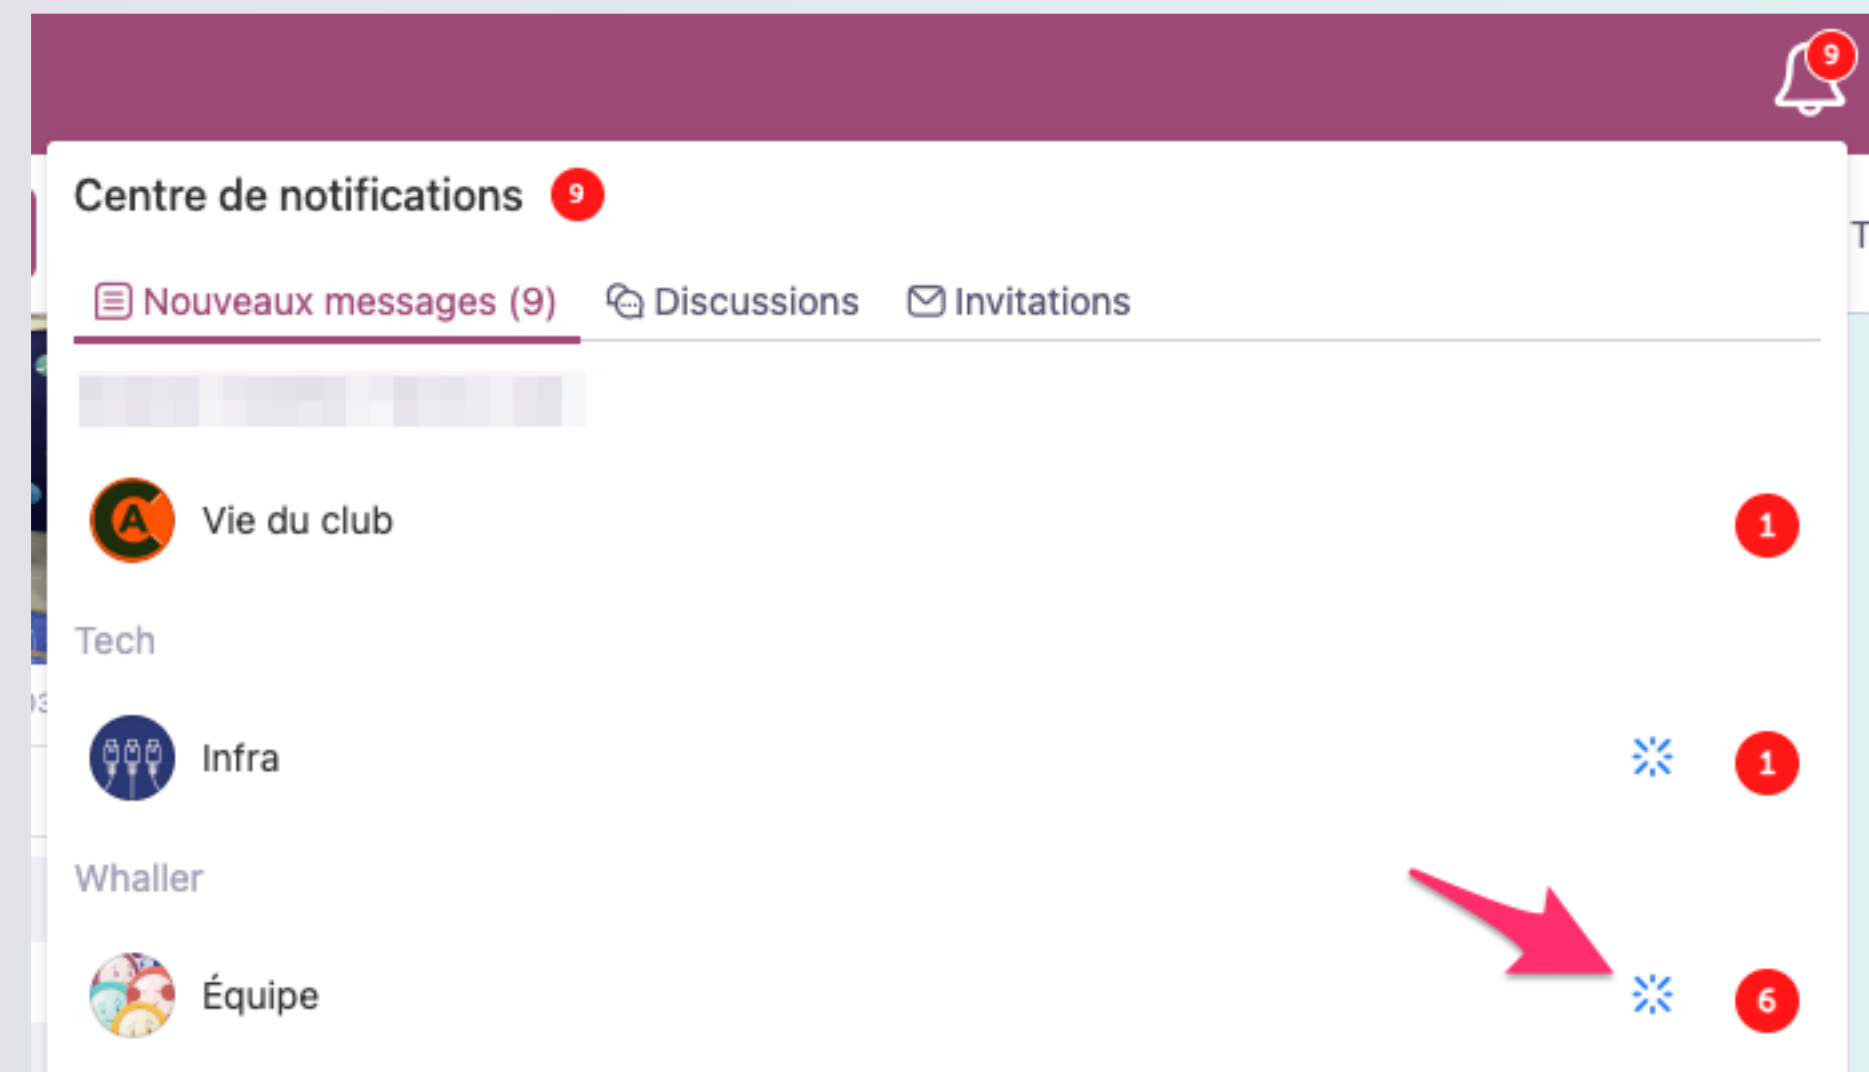 9
Centre de notifications 9
Nouveaux messages (9) Discussions Invitations
CA Vie du club 1
Tech
Infra 1
Whaller
Équipe 6
T